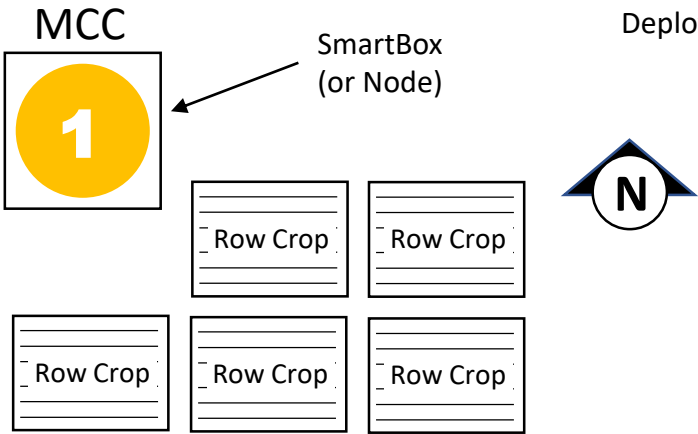 MCC
SmartBox
(or Node)
Deplo
1
N
Row Crop
Row Crop
Row Crop
Row Crop
Row Crop